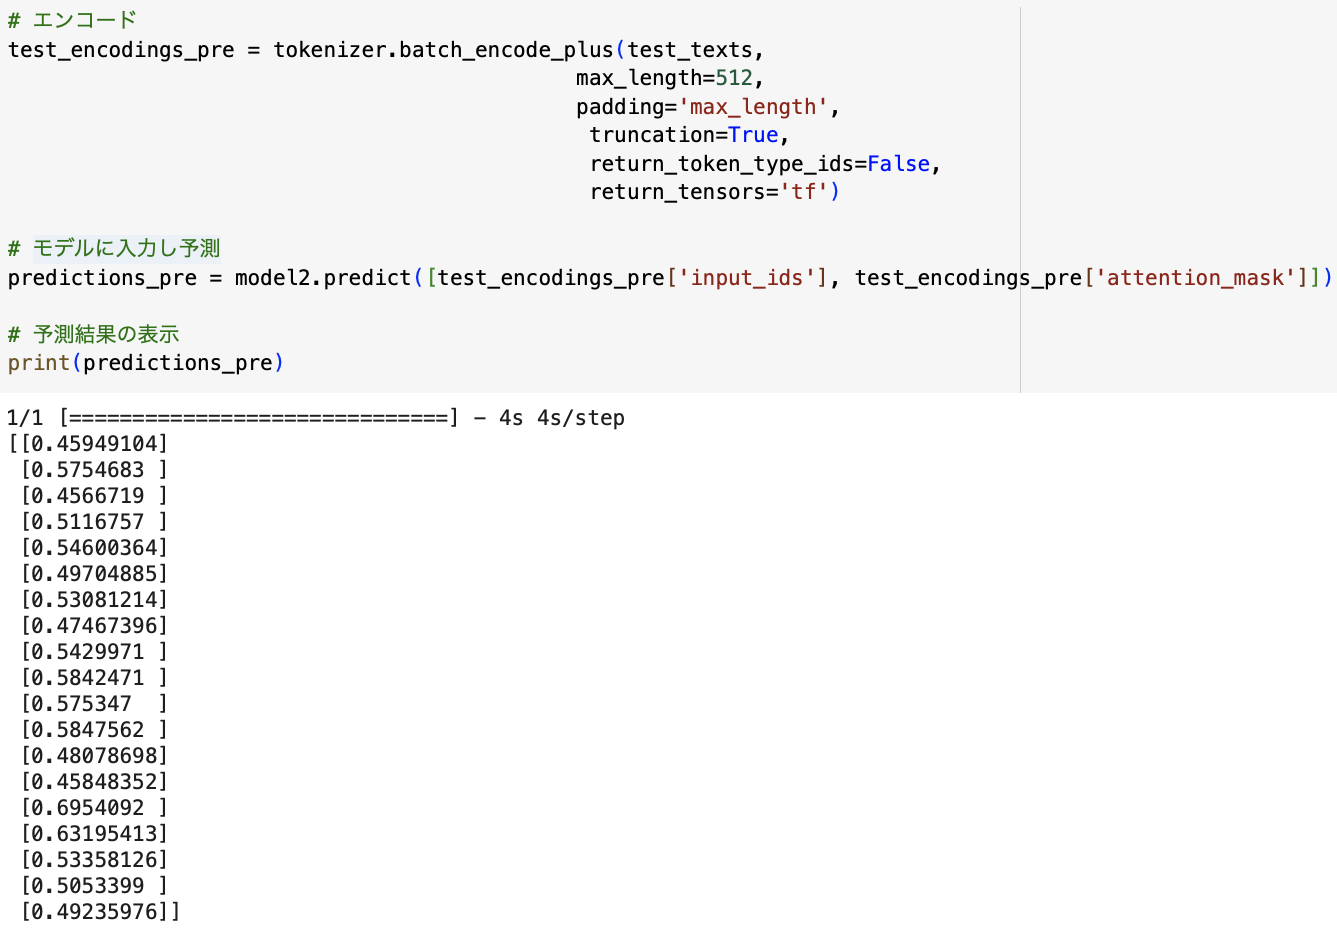 # エンコード
test_encodings_pre = tokenizer.batch_encode_plus(test_texts,
max_length=512,
padding='max_length',
truncation=True,
return_token_type_ids=False,
return_tensors='tf')
# モデルに入力し予測
predictions_pre = model2.predict([test_encodings_pre['input_ids'], test_encodings_pre['attention_mask']])
# 予測結果の表示
print(predictions_pre)
1/1 [==============================] - 4s 4s/step
[[0.45949104]
[0.5754683 ]
[0.4566719 ]
[0.5116757 ]
[0.54600364]
[0.49704885]
[0.53081214]
[0.47467396]
[0.5429971 ]
[0.5842471 ]
[0.575347  ]
[0.5847562 ]
[0.48078698]
[0.45848352]
[0.6954092 ]
[0.63195413]
[0.53358126]
[0.5053399 ]
[0.49235976]]